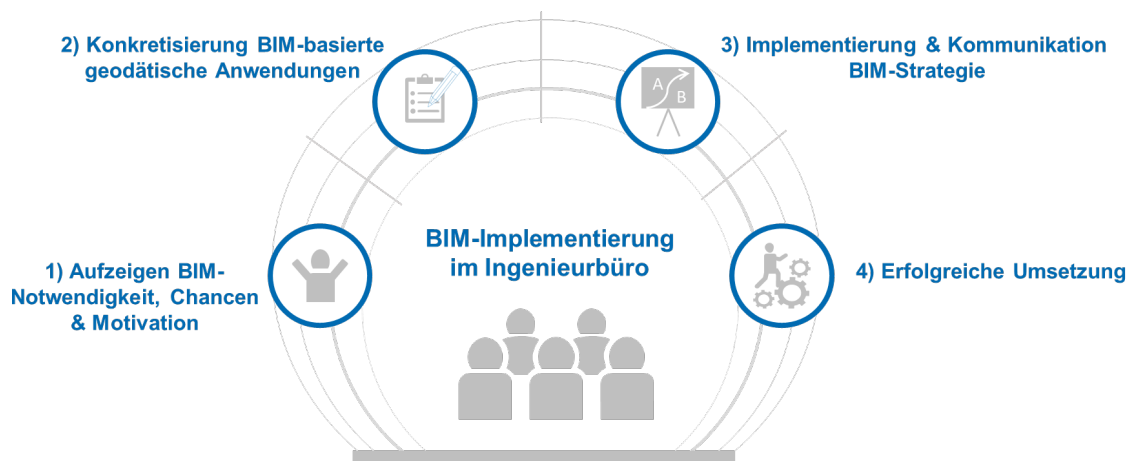 2) Konkretisierung BIM-basierte
geodätische Anwendungen
3) Implementierung & Kommunikation
BIM-Strategie
A
B
BIM-Implementierung
im Ingenieurbüro
1) Aufzeigen BIM-
Notwendigkeit, Chancen
& Motivation
4) Erfolgreiche Umsetzung